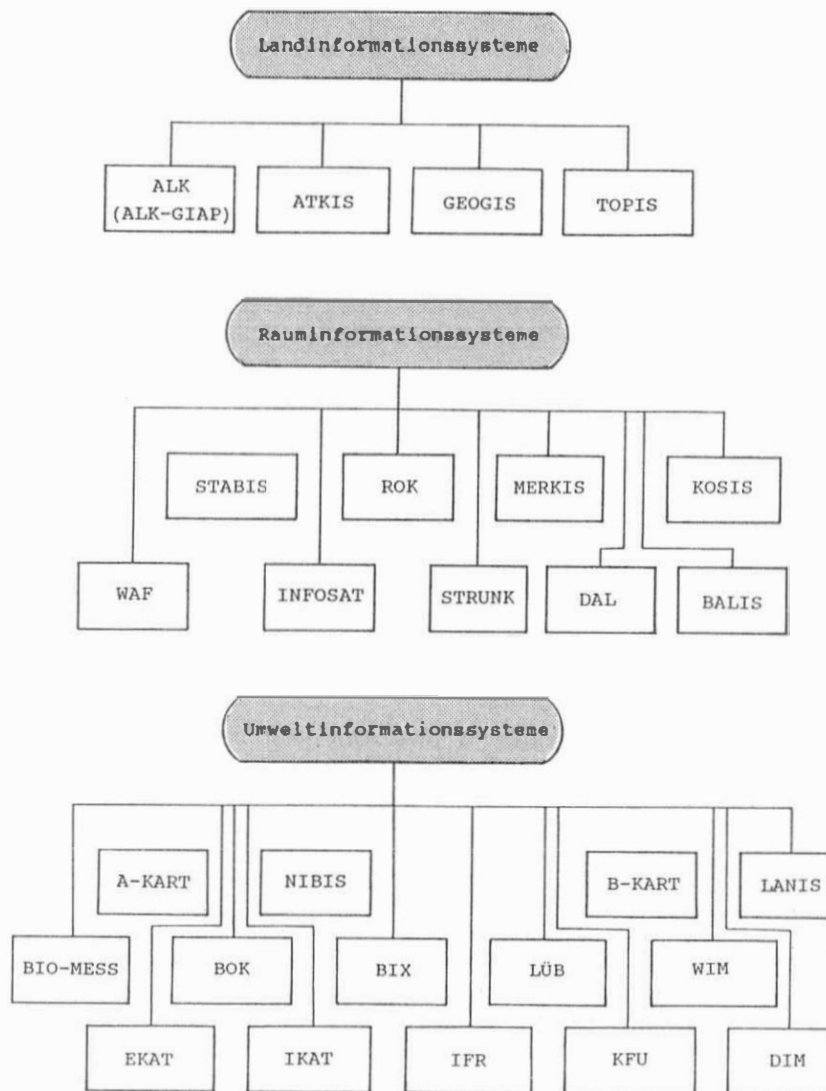 Landinformationssysteme
ALK
(ALK-GIAP)
ATKIS
GEOGIS
TOPIS
Rauminformationssysteme
STABIS
ROK
MERKIS
KOSIS
WAF
INFOSAT
STRUNK
DAL
BALIS
Umweltinformationssysteme
A-KART
NIBIS
B-KART
LANIS
BIO-MESS
BOK
BIX
LÜB
WIM
EKAT
IKAT
IFR
KFU
DIM